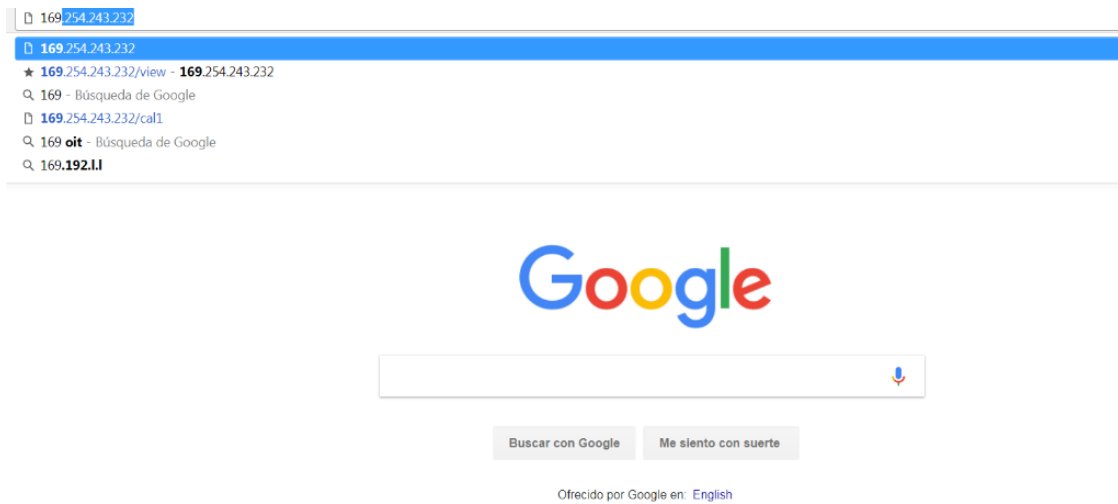 169.254.243.232
169.254.243.232
169.254.243.232/view - 169.254.243.232
169 - Búsqueda de Google
169.254.243.232/cal1
169 oit - Búsqueda de Google
169.192.l.l
Google
Buscar con Google Me siento con suerte
Ofrecido por Google en: English